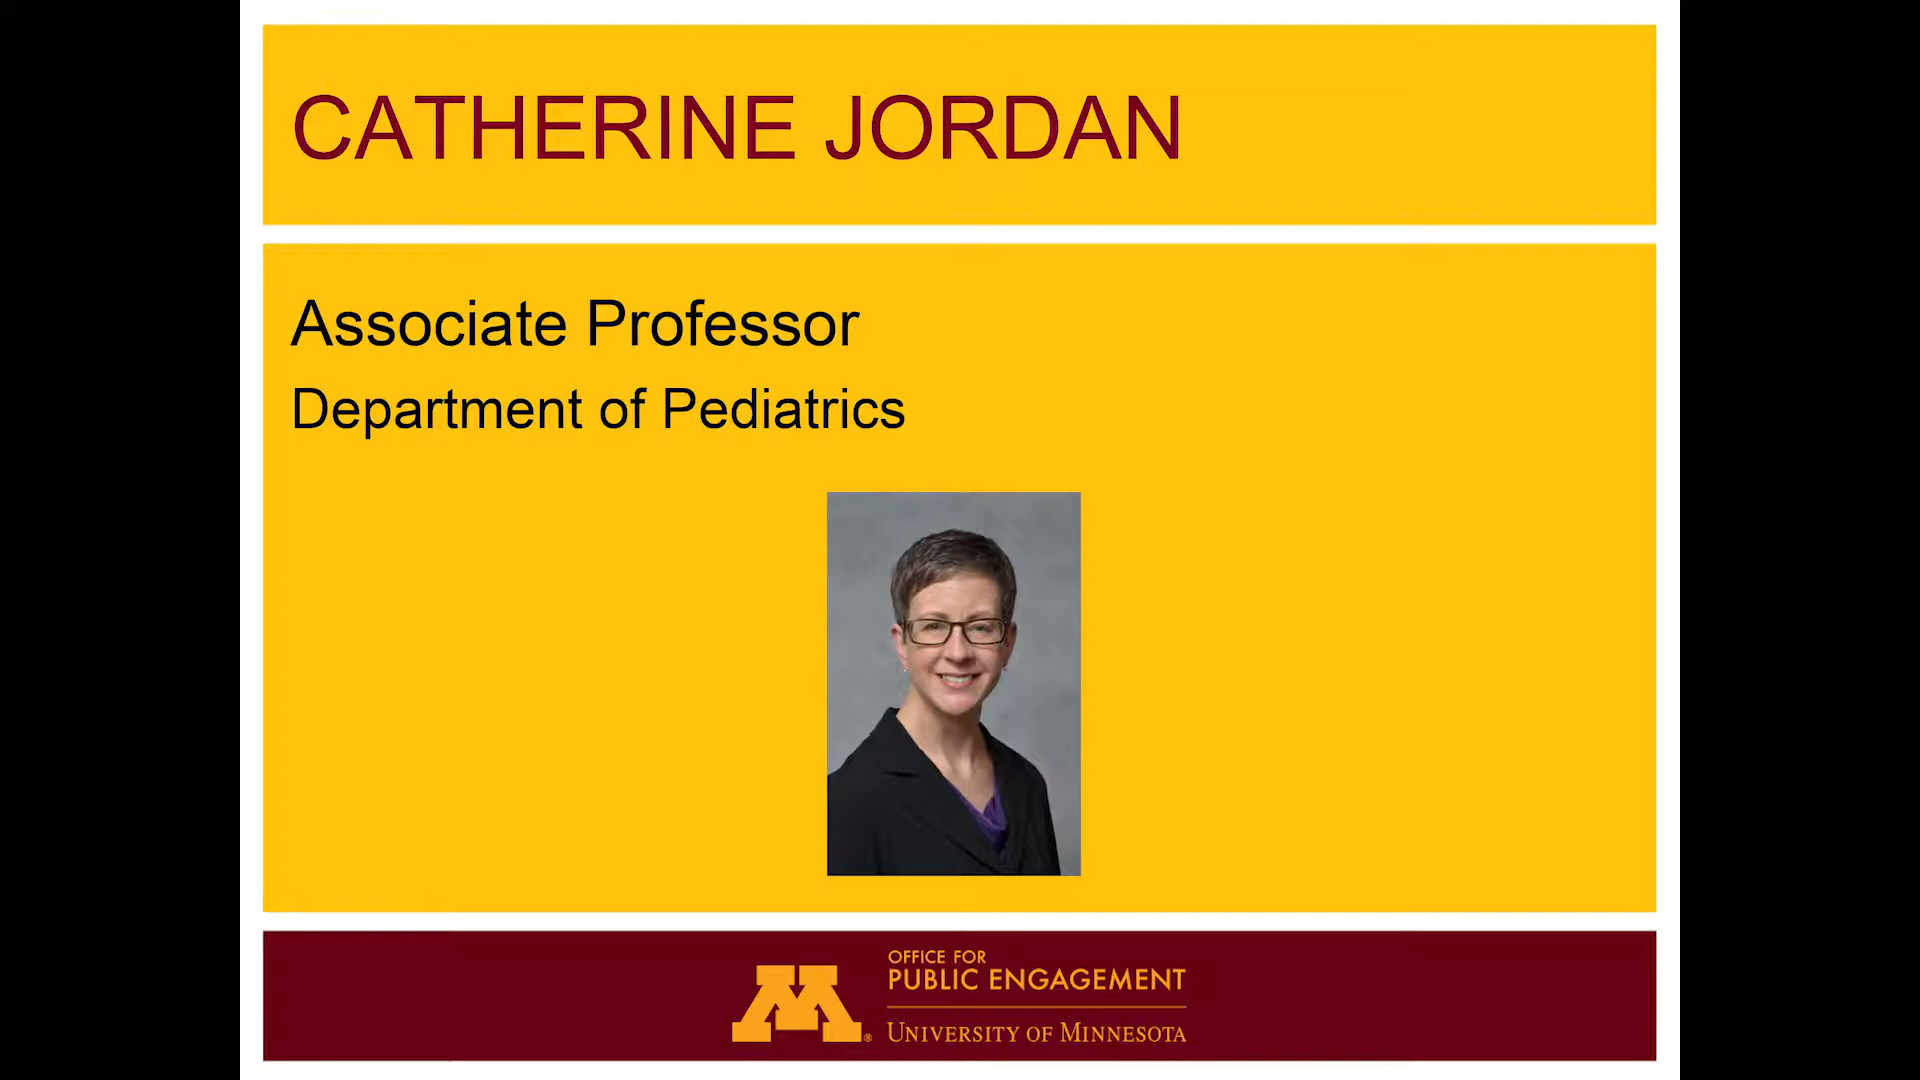 CATHERINE JORDAN
Associate Professor
Department of Pediatrics
OFFICE FOR
PUBLIC ENGAGEMENT
M®
UNIVERSITY OF MINNESOTA